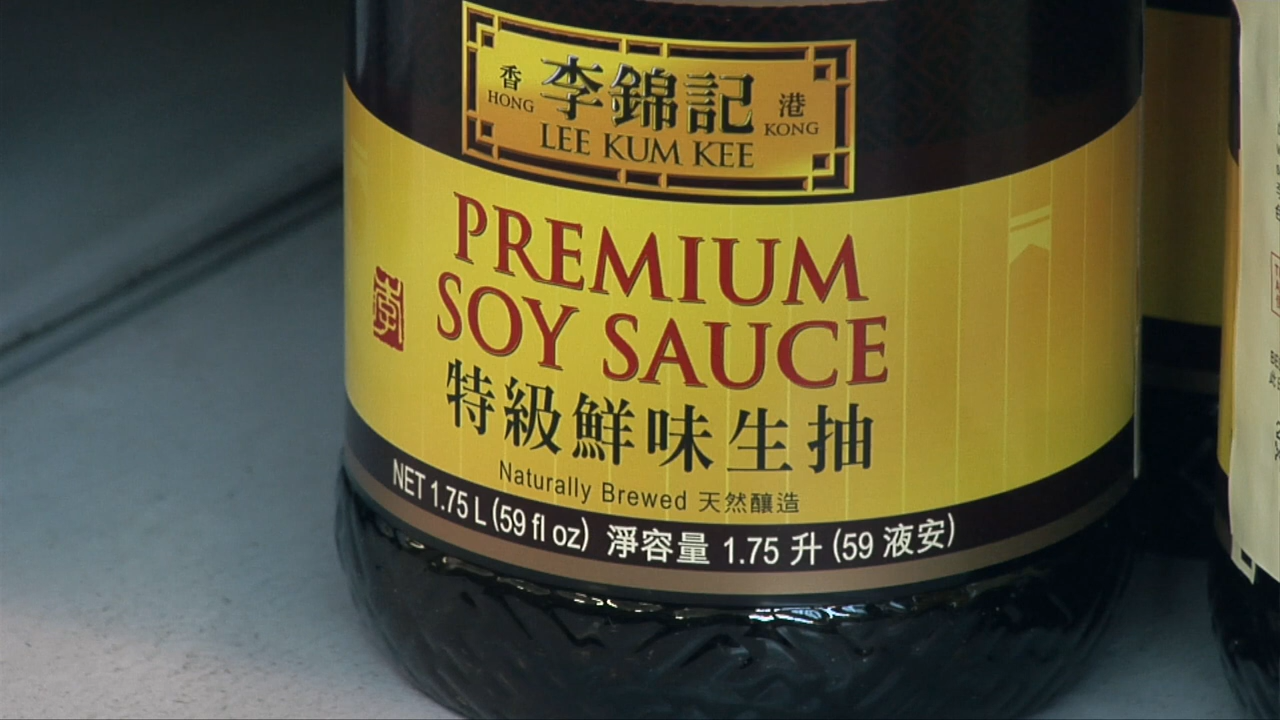 香 李錦記 港
HONG LEE KUM KEE KONG
PREMIUM
SOY SAUCE
李
特級鮮味生抽
Naturally Brewed 天然釀造
NET 1.75 L (59 fl oz) 淨容量 1.75 升 (59 液安)